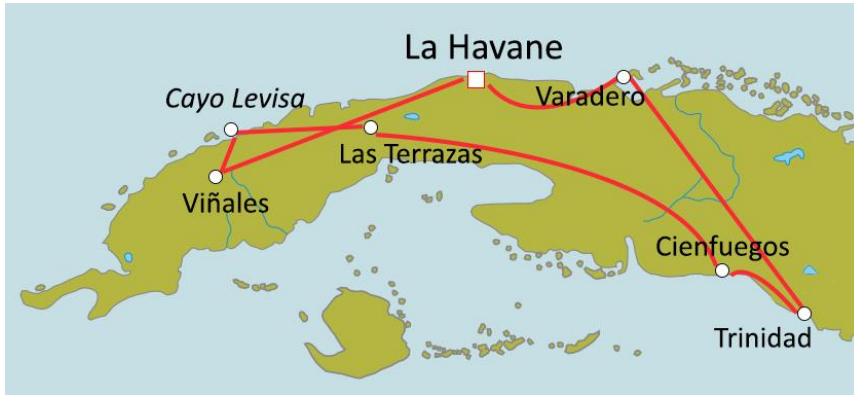 La Havane
Cayo Levisa
Varadero
Las Terrazas
Viñales
Cienfuegos
Trinidad